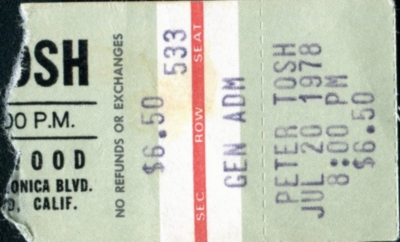 OSH
00 P.M.
OOD
ONICA BLVD.
D, CALIF.
NO REFUNDS OR EXCHANGES
$6.50 533
SEC ROW SEAT
GEN ADM
PETER TOSH
JUL 20 1978
8:00 PM
$6.50